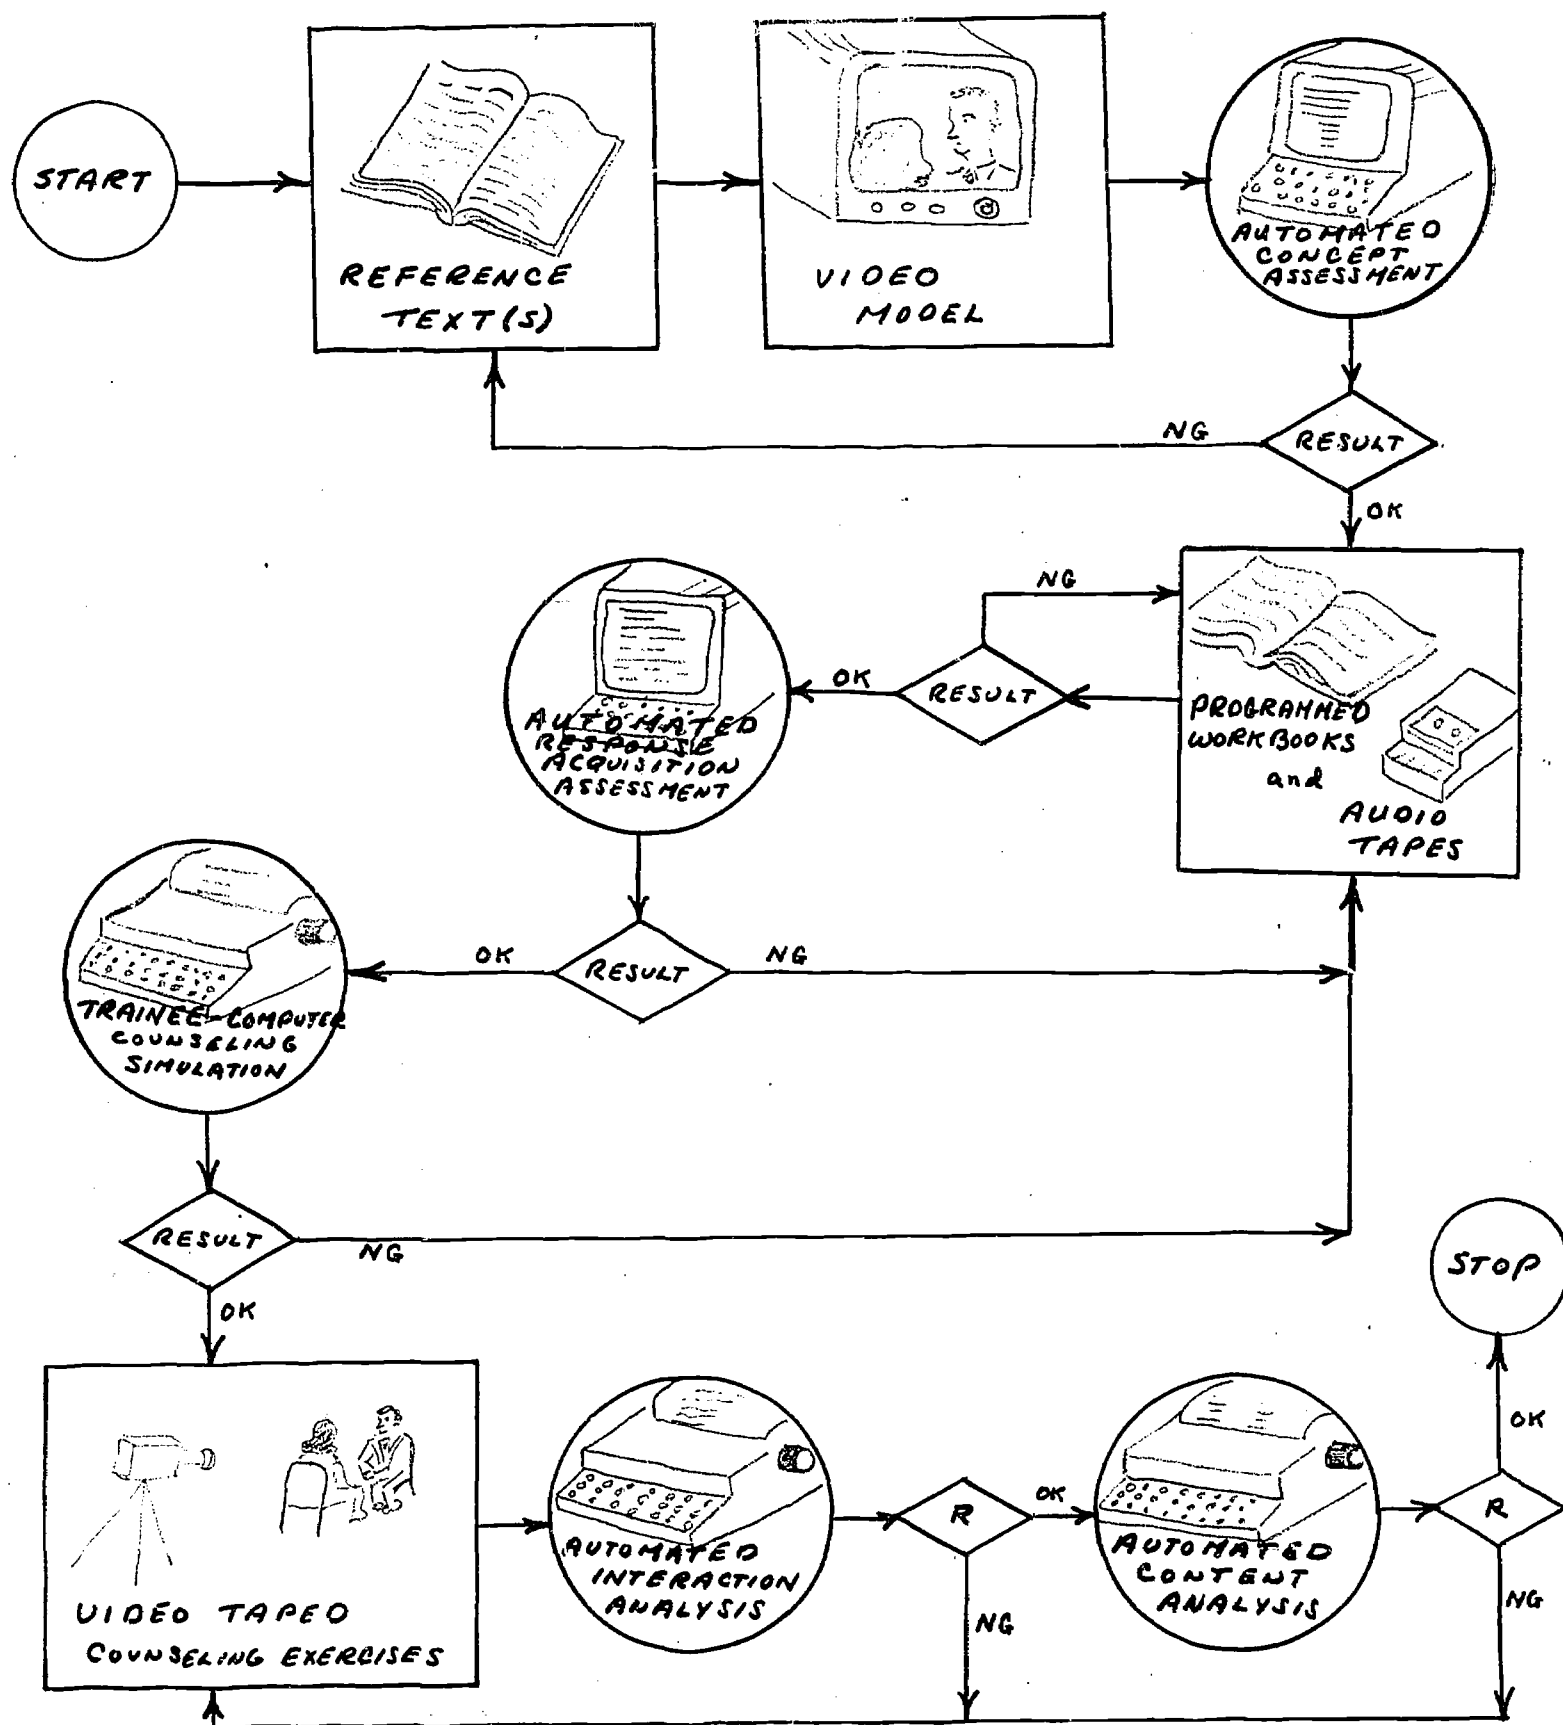 START
REFERENCE
TEXT(S)
VIDEO
MODEL
AUTOMATED
CONCEPT
ASSESSMENT
RESULT
NG
OK
PROGRAMMED
WORKBOOKS
and
AUDIO
TAPES
NG
RESULT
OK
AUTOMATED
RESPONSE
ACQUISITION
ASSESSMENT
RESULT
NG
OK
TRAINEE-COMPUTER
COUNSELING
SIMULATION
RESULT
NG
OK
VIDEO TAPED
COUNSELING EXERCISES
AUTOMATED
INTERACTION
ANALYSIS
R
OK
NG
AUTOMATED
CONTENT
ANALYSIS
R
OK
NG
STOP